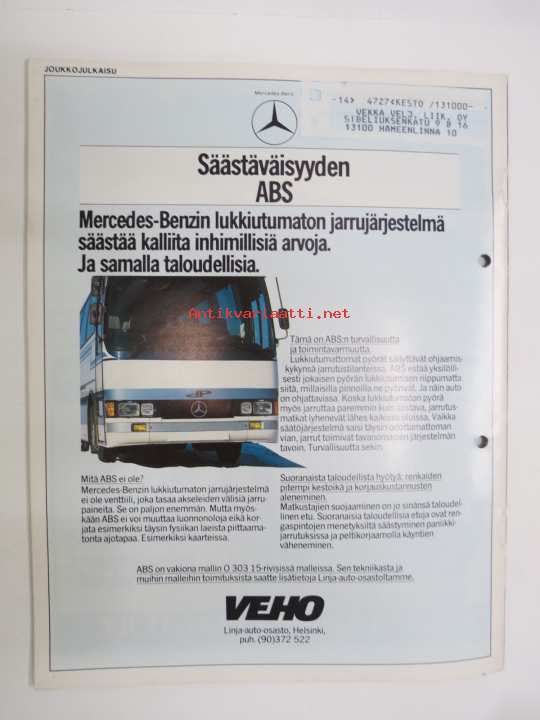 JOUKKOJULKAISU
Mercedes-Benz
-14> 4727<KESTO /131000-
VEKKA VELJ. LIIK. OY
SIBELIUSENKATU 9 B 16
13100 HÄMEENLINNA 10
Säästäväisyyden
ABS
Mercedes-Benzin lukkiutumaton jarrujärjestelmä
säästää kalliita inhimillisiä arvoja.
Ja samalla taloudellisia.
Antikvariaatti.net
Tämä on ABS:n turvallisuutta
ja toimintavarmuutta.
Lukkiutumattomat pyörät säilyttävät ohjaamis-
kykynsä jarrutustilanteissa. ABS estää yksilölli-
sesti jokaisen pyörän lukkiutumisen riippumatta
siitä, millaisilla pinnoilla ne pyörivät. Ja näin auto
on ohjattavissa. Koska lukkiutumaton pyörä
myös jarruttaa paremmin kuin laahaava, jarrutus-
matkat lyhenevät lähes kaikissa oloissa. Vaikka
säätöjärjestelmä saisi täysin odottamattoman
vian, jarrut toimivat tavanomaisen järjestelmän
tavoin. Turvallisuutta sekin.
Mitä ABS ei ole?
Mercedes-Benzin lukkiutumaton jarrujärjestelmä
ei ole venttiili, joka tasaa akseleiden välisiä jarru-
paineita. Se on paljon enemmän. Mutta myös-
kään ABS ei voi muuttaa luonnonoloja eikä kor-
jata esimerkiksi täysin fysiikan laeista piittaama-
tonta ajotapaa. Esimerkiksi kaarteissa.
Suoranaista taloudellista hyötyä: renkaiden
pitempi kestoikä ja korjauskustannusten
aleneminen.
Matkustajien suojaaminen on jo sinänsä taloudel-
linen etu. Suoranaisia taloudellisia etuja ovat ren-
gaspintojen menetyksiltä säästyminen paniikki-
jarrutuksissa ja peltikorjaamolla käyntien
väheneminen.
ABS on vakiona mallin O 303 15-rivisissä malleissa. Sen tekniikasta ja
muihin malleihin toimituksista saatte lisätietoja Linja-auto-osastoltamme.
VEHO
Linja-auto-osasto, Helsinki,
puh. (90)372 522